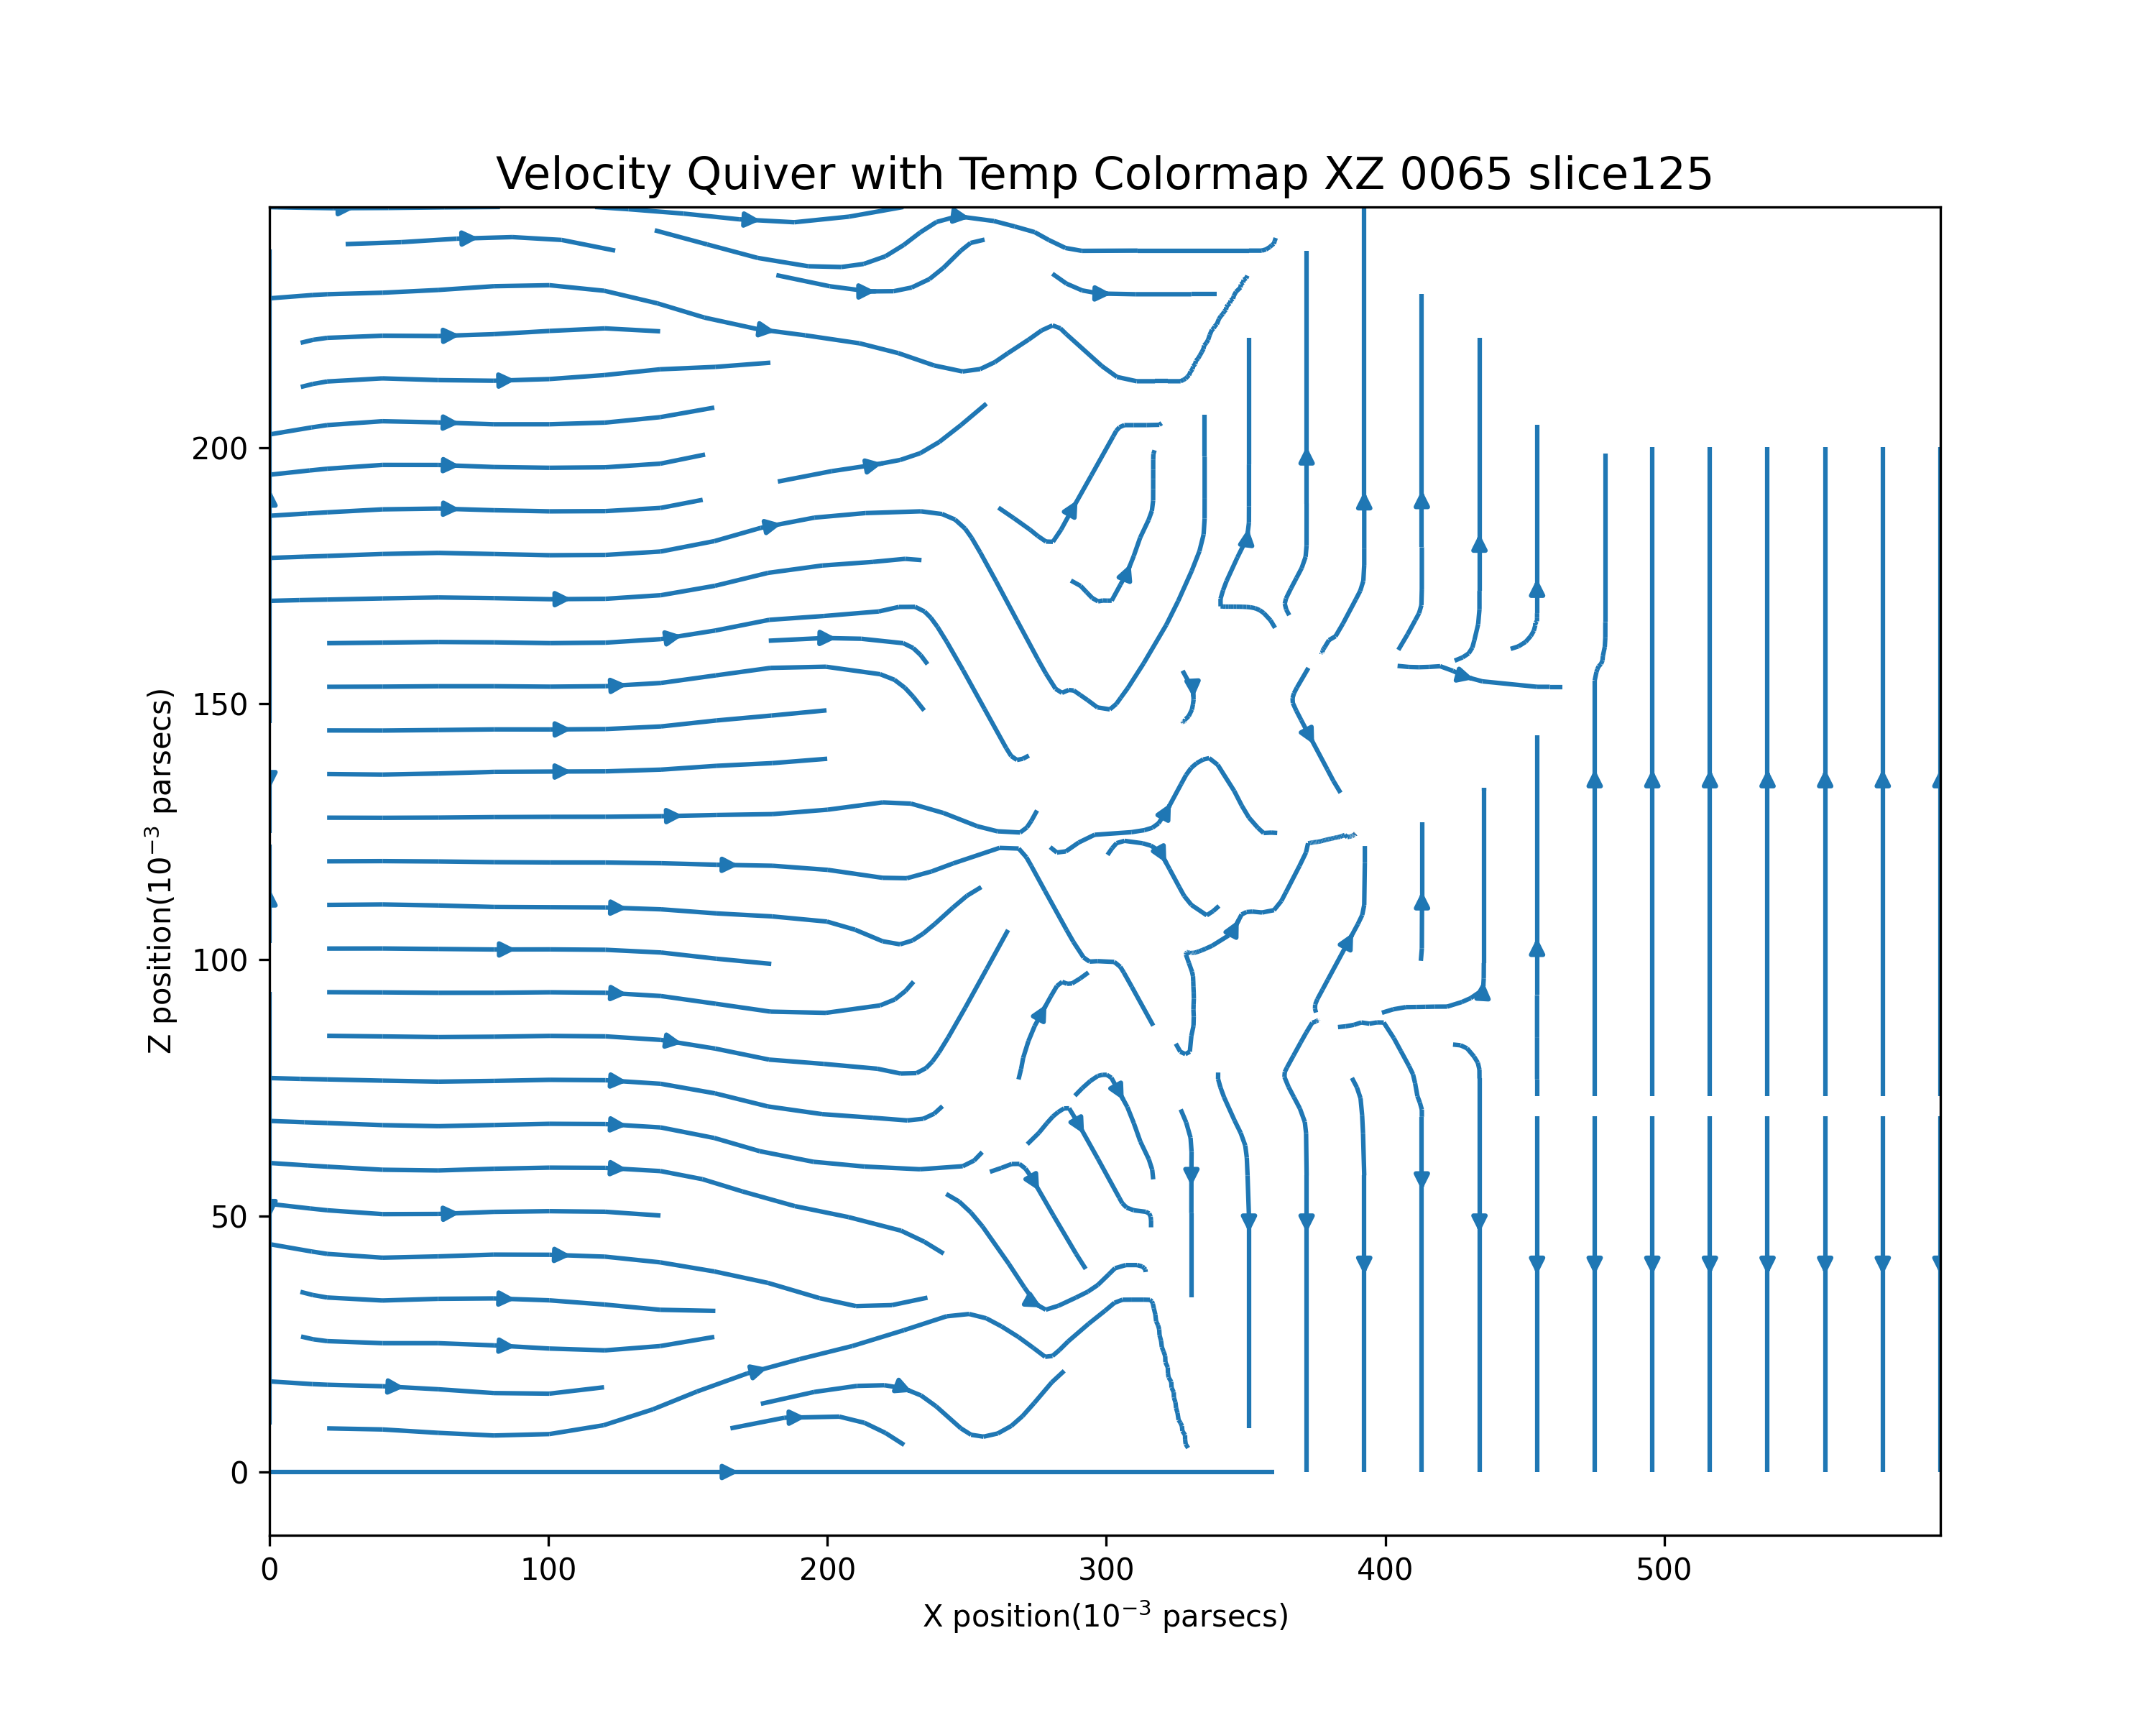 Velocity Quiver with Temp Colormap XZ 0065 slice125
200
150
100
50
0
Z position(10⁻³ parsecs)
0 100 200 300 400 500
X position(10⁻³ parsecs)